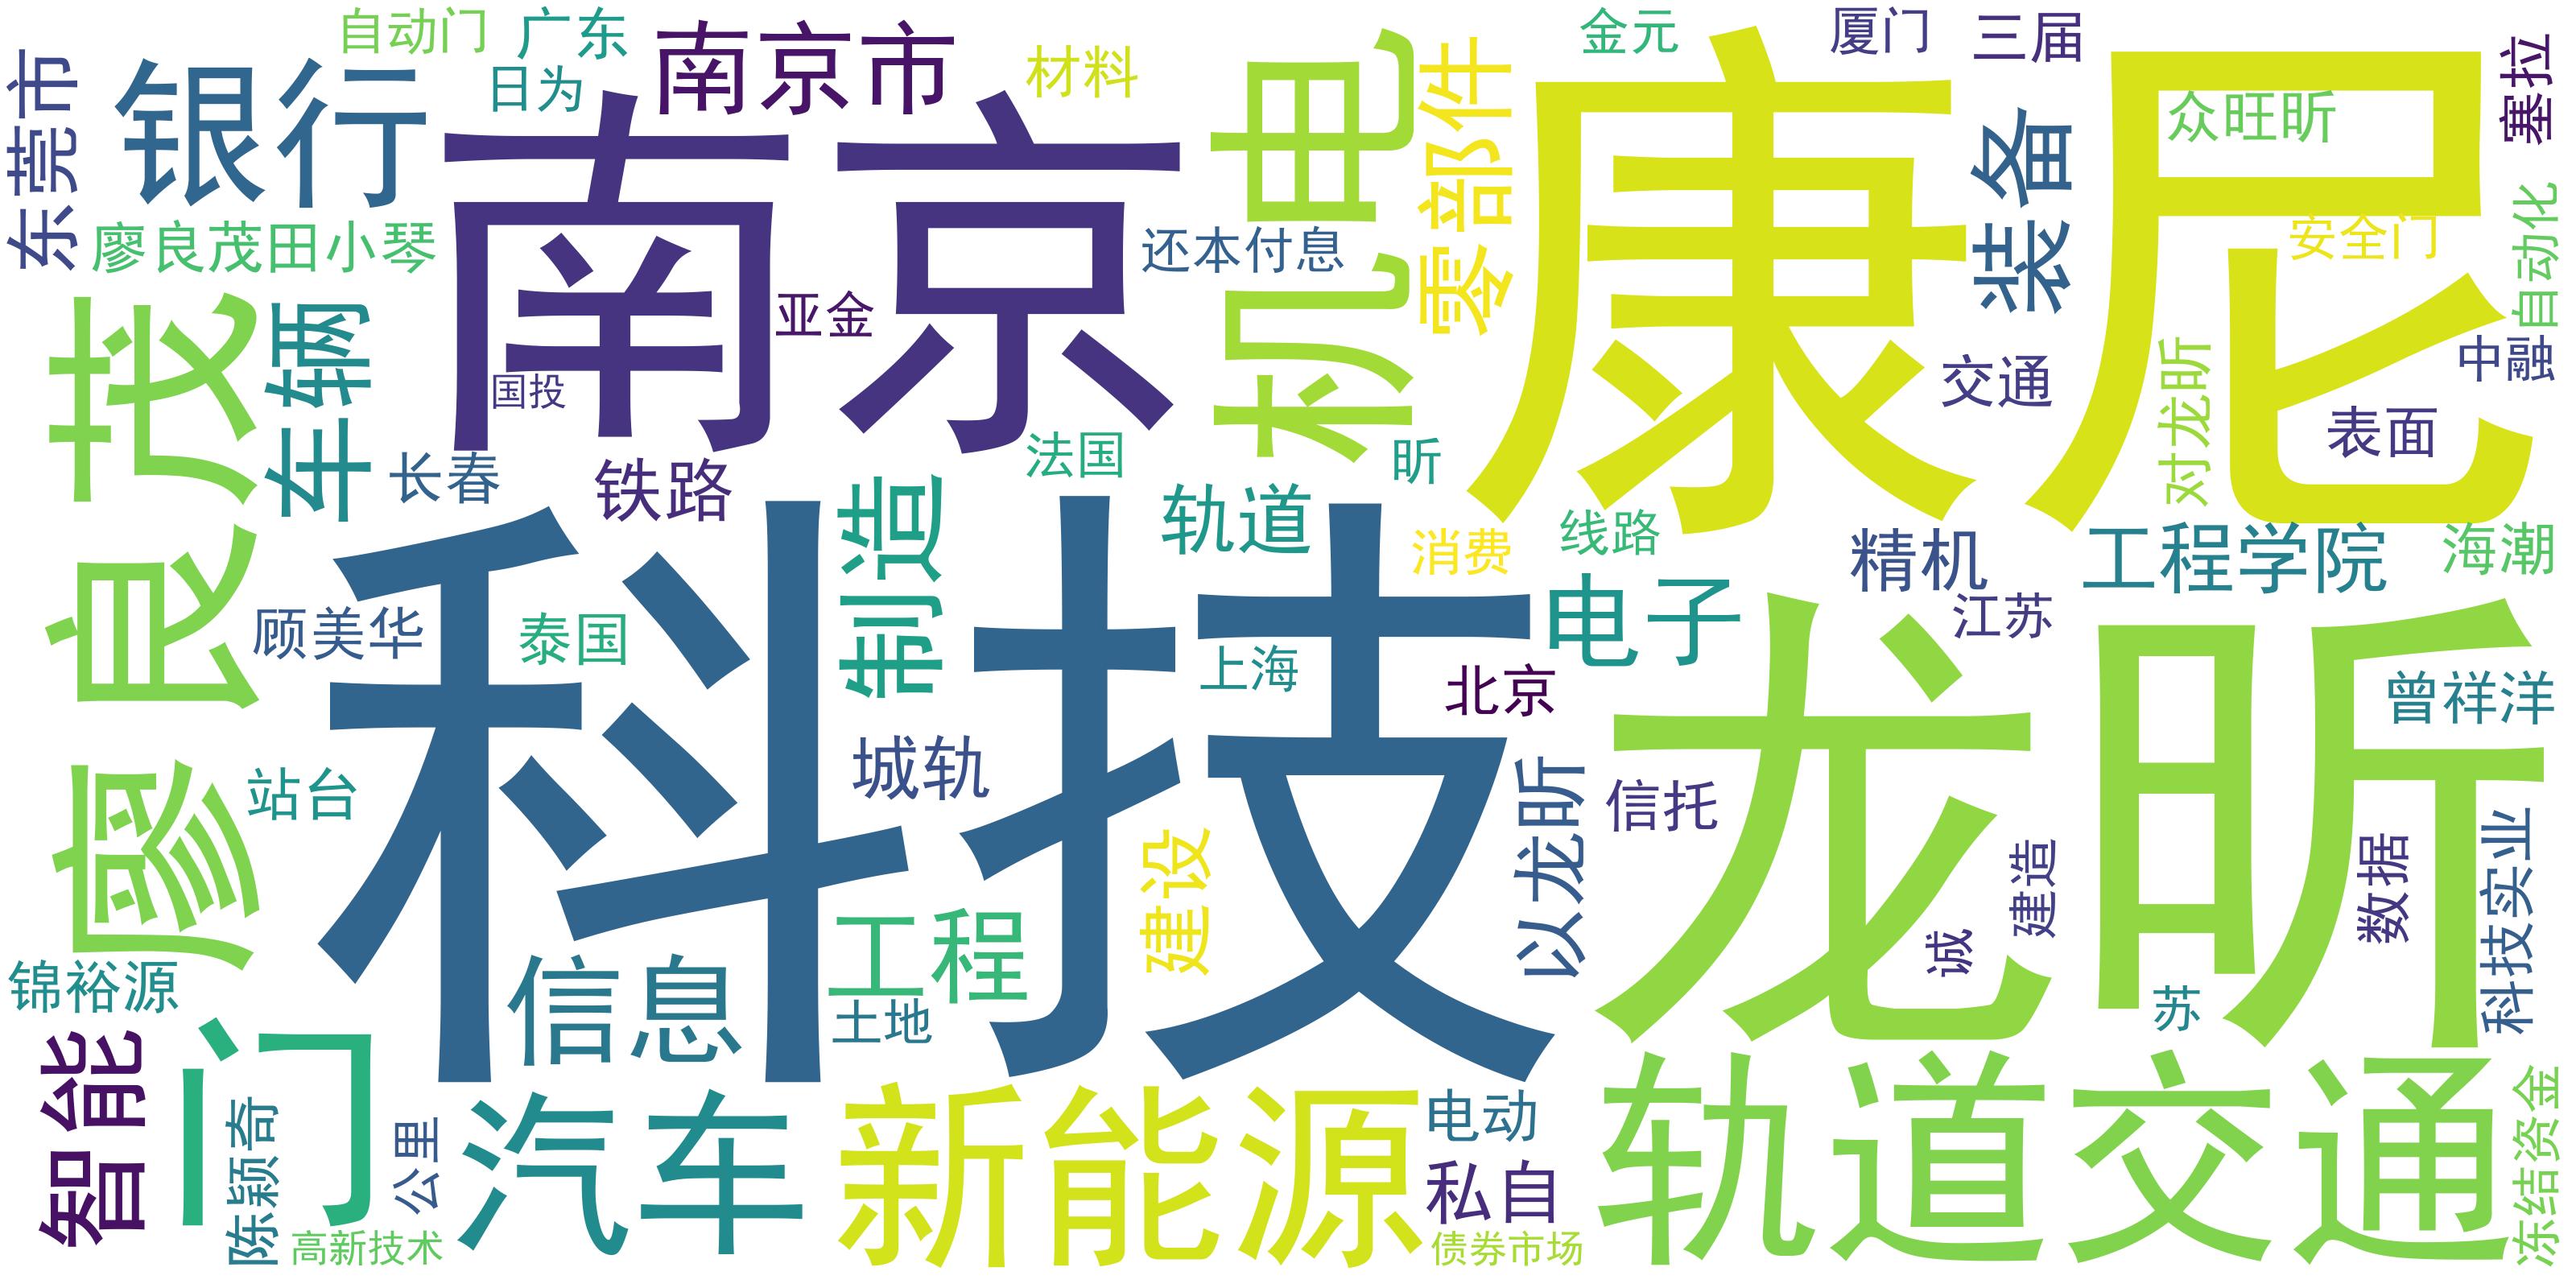 自动门
广东
南京市
材料
金元
厦门
三届
塞拉
东莞市
银行
日为
南京
机电
零部件
康尼
装备
众旺昕
廖良茂田小琴
还本付息
安全门
自动化
廖良茂
车辆
亚金
国投
交通
对龙昕
中融
表面
长春
铁路
法国
昕
科技
制造
轨道
消费
线路
精机
工程学院
海潮
顾美华
泰国
上海
电子
江苏
北京
龙昕
曾祥洋
站台
城轨
建设
以龙昕
信托
建造
数据
科技实业
锦裕源
信息
工程
土地
诚
苏
智能
门
汽车
新能源
电动
轨道交通
陈颖奇
公里
私自
冻结资金
高新技术
债券市场